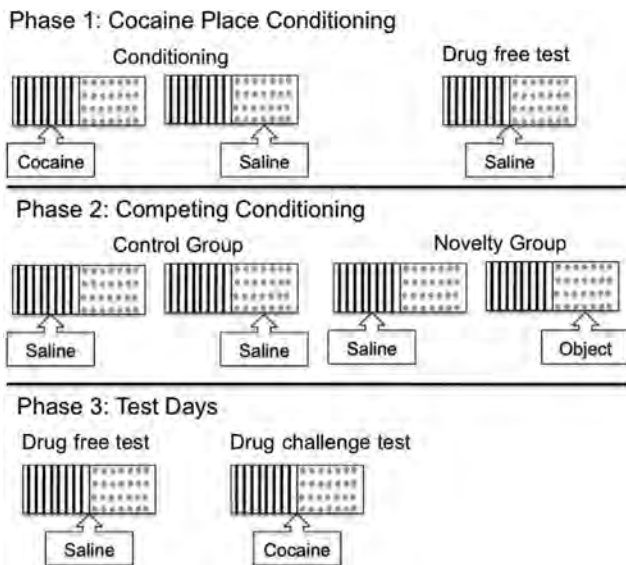 Phase 1: Cocaine Place Conditioning
Conditioning
Drug free test
Cocaine
Saline
Saline
Phase 2: Competing Conditioning
Control Group
Novelty Group
Saline
Saline
Saline
Object
Phase 3: Test Days
Drug free test
Drug challenge test
Saline
Cocaine